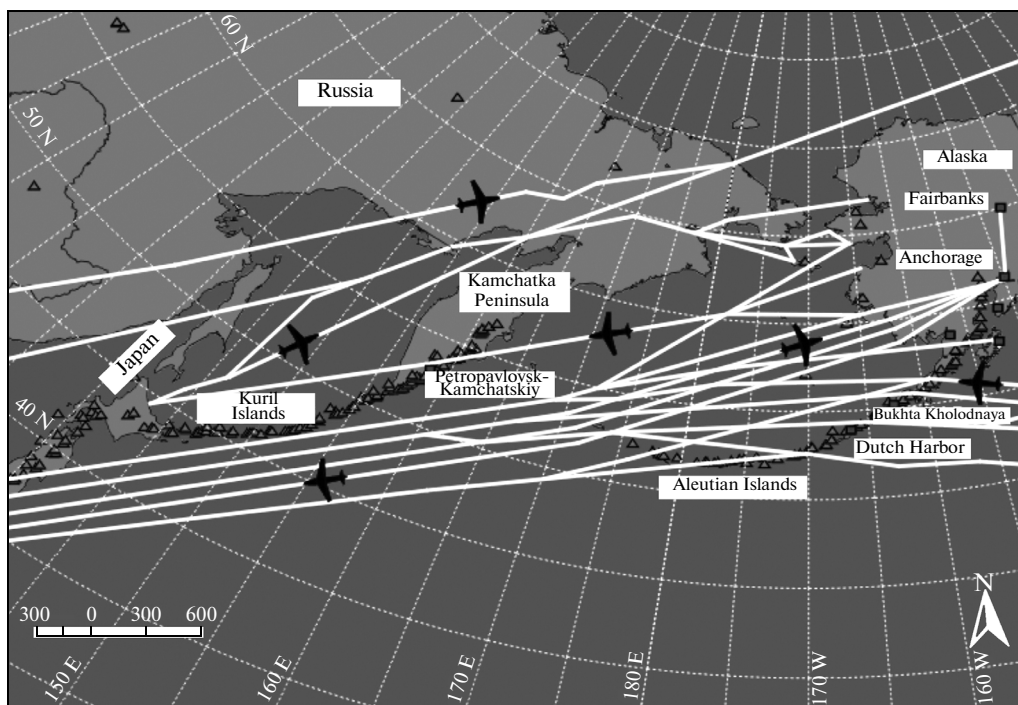 60 N
Russia
50 N
Alaska
Fairbanks
Anchorage
Kamchatka
Peninsula
Japan
Petropavlovsk-
Kamchatskiy
Kuril
Islands
40 N
Bukhta Kholodnaya
Dutch Harbor
Aleutian Islands
N
300 0 300 600
150 E
160 E
170 E
180 E
170 W
160 W